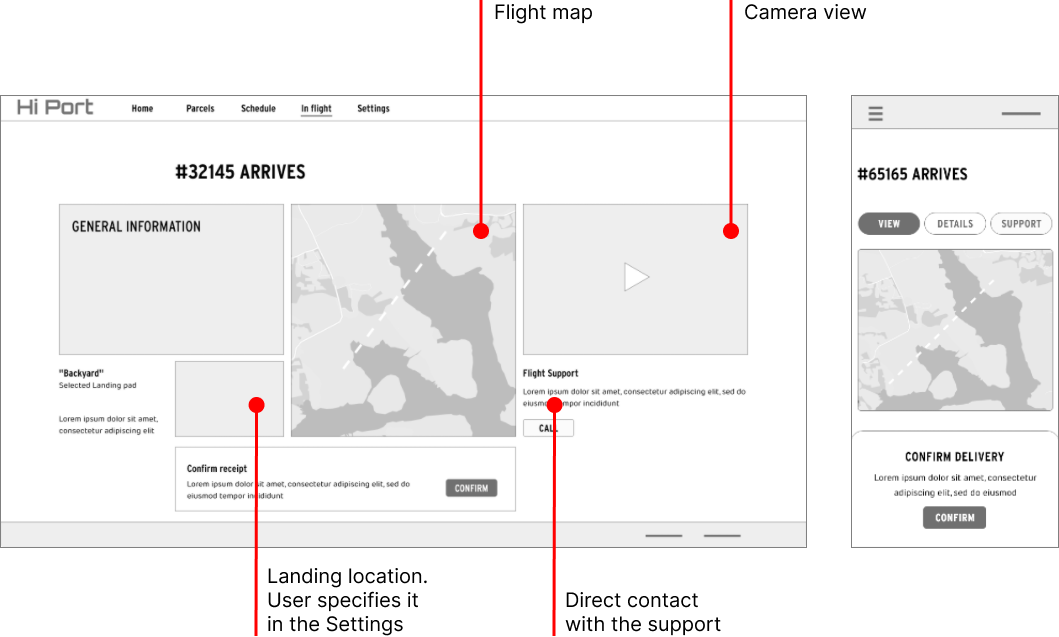 Flight map
Camera view
Hi Port
Home
Parcels
Schedule
In flight
Settings
#32145 ARRIVES
GENERAL INFORMATION
"Backyard"
Selected Landing pad
Lorem ipsum dolor sit amet,
consectetur adipiscing elit
Flight Support
Lorem ipsum dolor sit amet, consectetur adipiscing elit, sed do
eiusmod tempor incididunt
CALL
Confirm receipt
Lorem ipsum dolor sit amet, consectetur adipiscing elit, sed do
eiusmod tempor incididunt
CONFIRM
#65165 ARRIVES
VIEW
DETAILS
SUPPORT
CONFIRM DELIVERY
Lorem ipsum dolor sit amet, consectetur
adipiscing elit, sed do eiusmod
CONFIRM
Landing location.
User specifies it
in the Settings
Direct contact
with the support